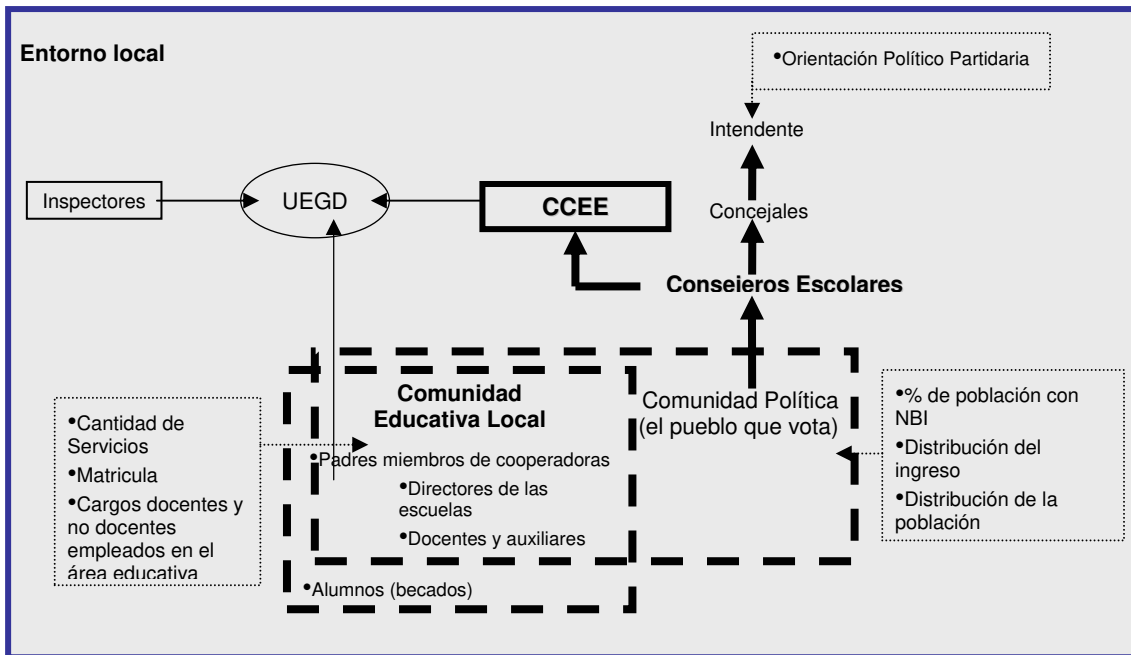 Entorno local
•Orientación Político Partidaria
Intendente
Inspectores
UEGD
CCEE
Concejales
Consejeros Escolares
Comunidad
Educativa Local
Comunidad Política
(el pueblo que vota)
•% de población con
NBI
•Distribución del
ingreso
•Distribución de la
población
•Cantidad de
Servicios
•Matricula
•Cargos docentes y
no docentes
empleados en el
área educativa
•Padres miembros de cooperadoras
•Directores de las
escuelas
•Docentes y auxiliares
•Alumnos (becados)